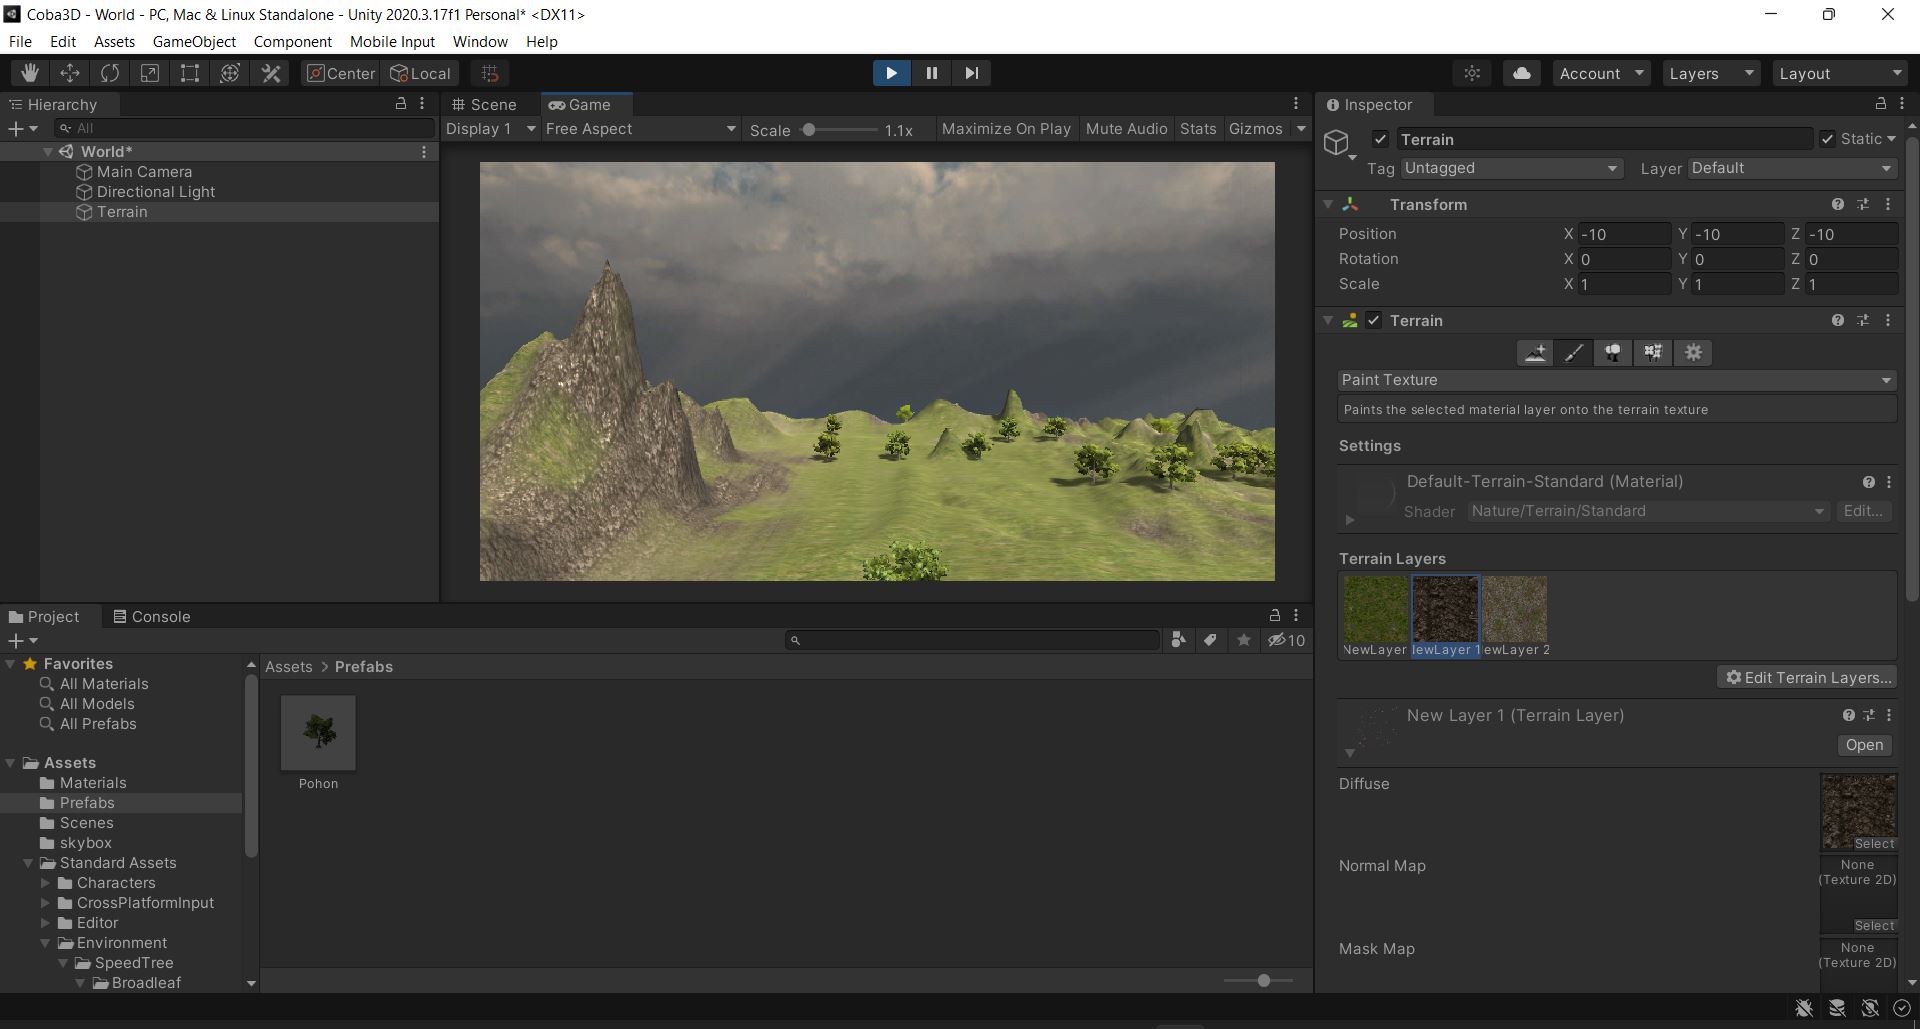 Coba3D - World - PC, Mac & Linux Standalone - Unity 2020.3.17f1 Personal* <DX11>
File Edit Assets GameObject Component Mobile Input Window Help
Center Local Account Layers Layout
Hierarchy
All
World*
Main Camera
Directional Light
Terrain
Scene Game
Display 1 Free Aspect Scale 1.1x Maximize On Play Mute Audio Stats Gizmos
Inspector
Terrain Static
Tag Untagged Layer Default
Transform
Position X -10 Y -10 Z -10
Rotation X 0 Y 0 Z 0
Scale X 1 Y 1 Z 1
Terrain
Paint Texture
Paints the selected material layer onto the terrain texture
Settings
Default-Terrain-Standard (Material)
Shader Nature/Terrain/Standard Edit...
Terrain Layers
NewLayer lewLayer 1 ewLayer 2
Edit Terrain Layers...
New Layer 1 (Terrain Layer)
Open
Diffuse
Select
Normal Map
None
(Texture 2D)
Select
Mask Map
None
(Texture 2D)
Project Console
10
Favorites
All Materials
All Models
All Prefabs
Assets
Materials
Prefabs
Scenes
skybox
Standard Assets
Characters
CrossPlatformInput
Editor
Environment
SpeedTree
Broadleaf
Assets > Prefabs
Pohon